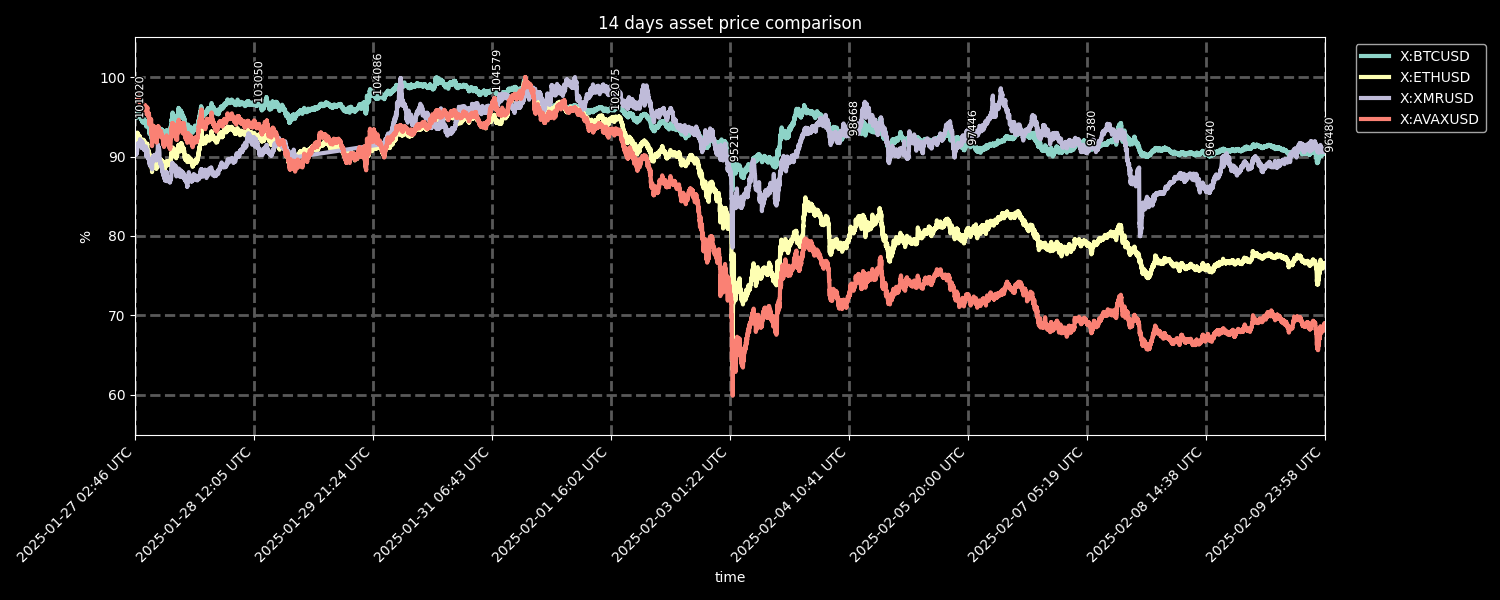 14 days asset price comparison
X:BTCUSD
X:ETHUSD
X:XMRUSD
X:AVAXUSD
100
90
80
70
60
%
101020
103050
104086
104579
102075
95210
98668
97446
97380
96040
96480
2025-01-27 02:46 UTC
2025-01-28 12:05 UTC
2025-01-29 21:24 UTC
2025-01-31 06:43 UTC
2025-02-01 16:02 UTC
2025-02-03 01:22 UTC
2025-02-04 10:41 UTC
2025-02-05 20:00 UTC
2025-02-07 05:19 UTC
2025-02-08 14:38 UTC
2025-02-09 23:58 UTC
time